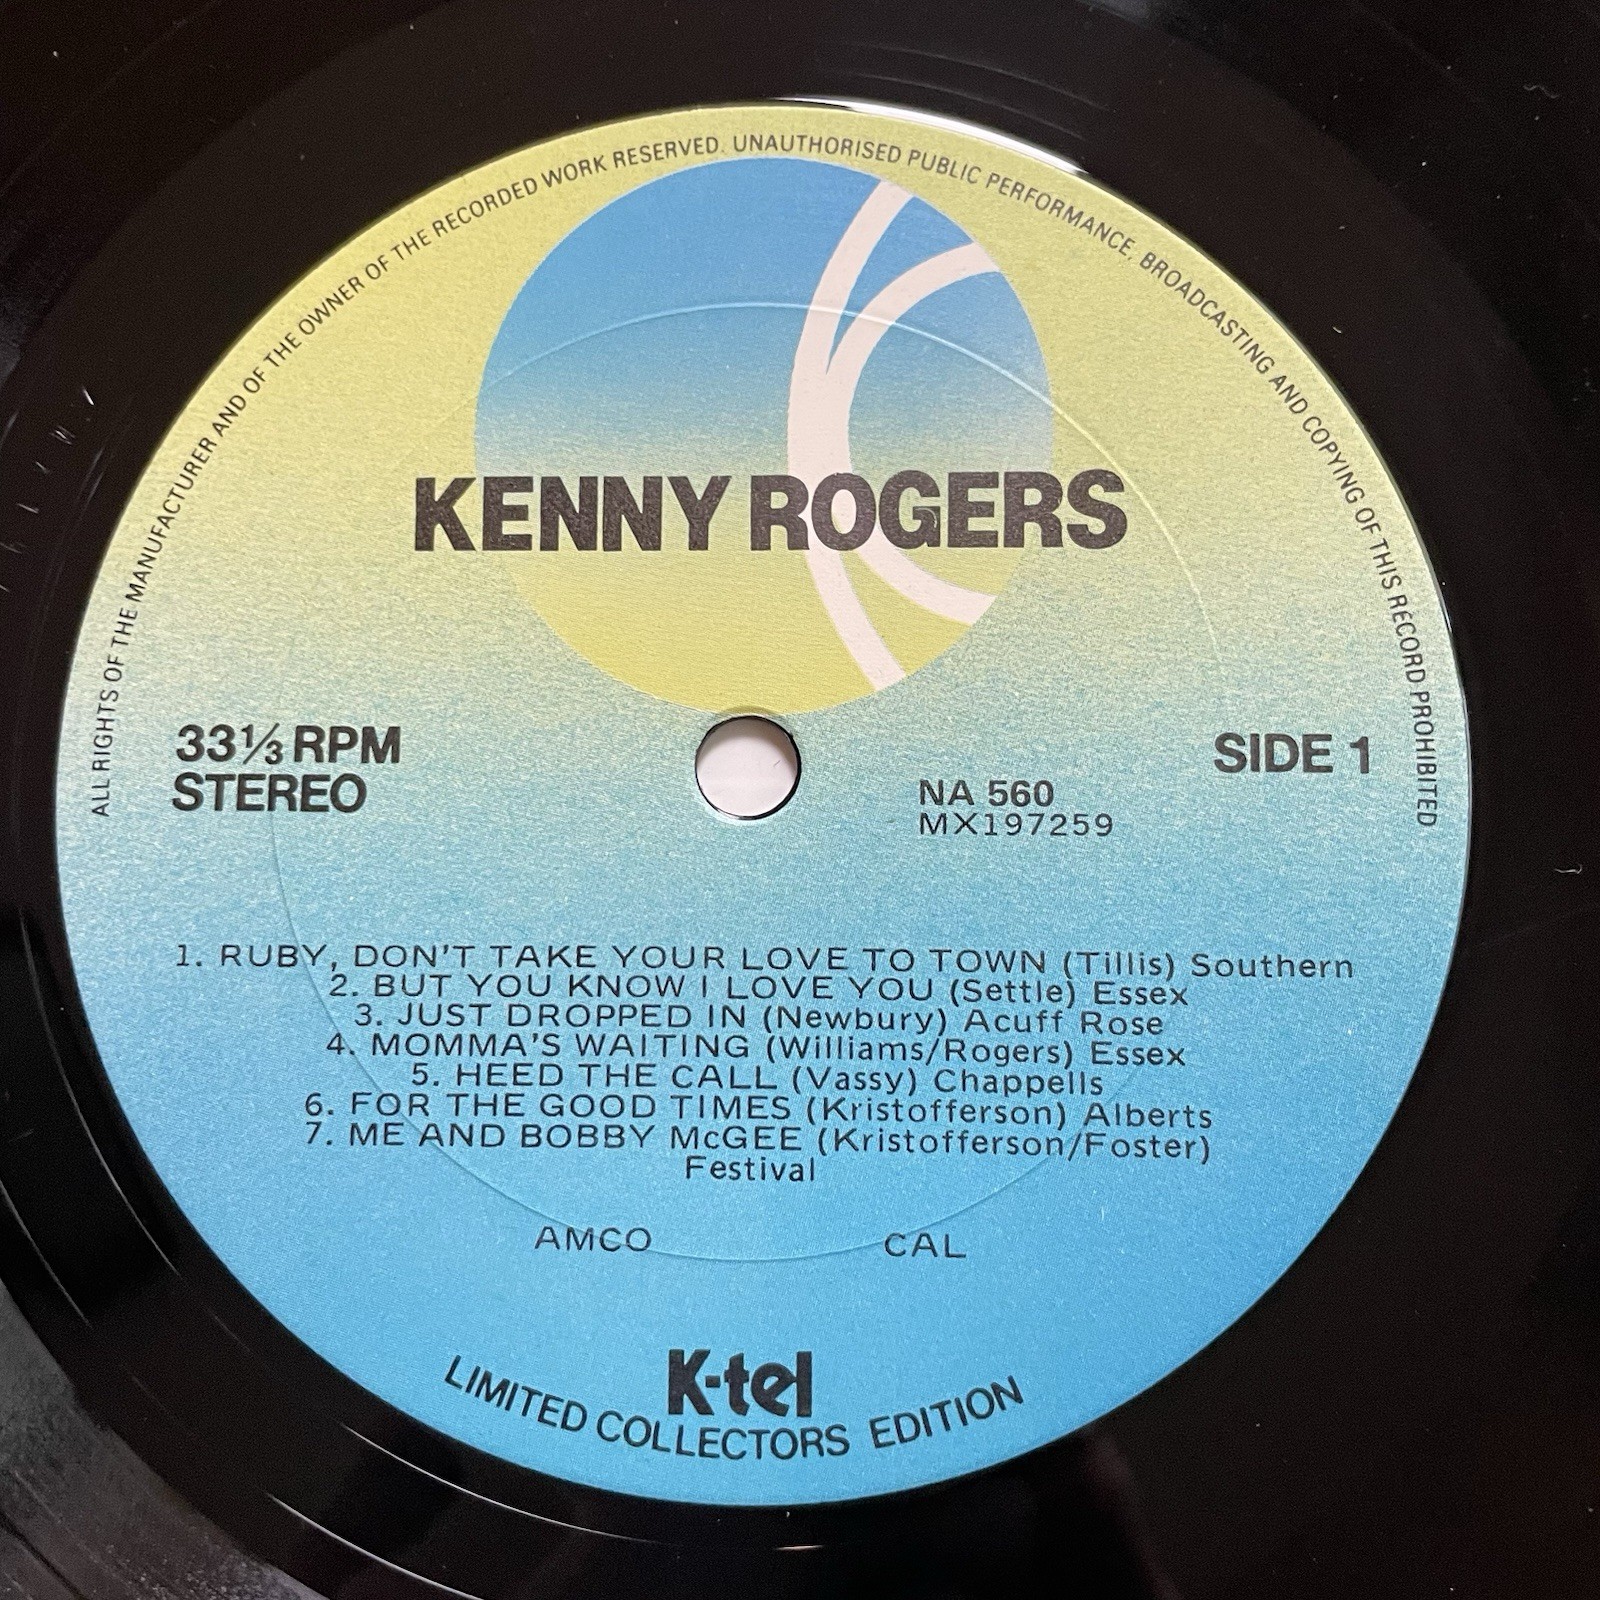 ALL RIGHTS OF THE MANUFACTURER AND OF THE OWNER OF THE RECORDED WORK RESERVED. UNAUTHORISED PUBLIC PERFORMANCE, BROADCASTING AND COPYING OF THIS RECORD PROHIBITED
KENNY ROGERS
33⅓ RPM
STEREO
SIDE 1
NA 560
MX197259
1. RUBY, DON'T TAKE YOUR LOVE TO TOWN (Tillis) Southern
2. BUT YOU KNOW I LOVE YOU (Settle) Essex
3. JUST DROPPED IN (Newbury) Acuff Rose
4. MOMMA'S WAITING (Williams/Rogers) Essex
5. HEED THE CALL (Vassy) Chappells
6. FOR THE GOOD TIMES (Kristofferson) Alberts
7. ME AND BOBBY McGEE (Kristofferson/Foster)
Festival
AMCO CAL
K-tel
LIMITED COLLECTORS EDITION